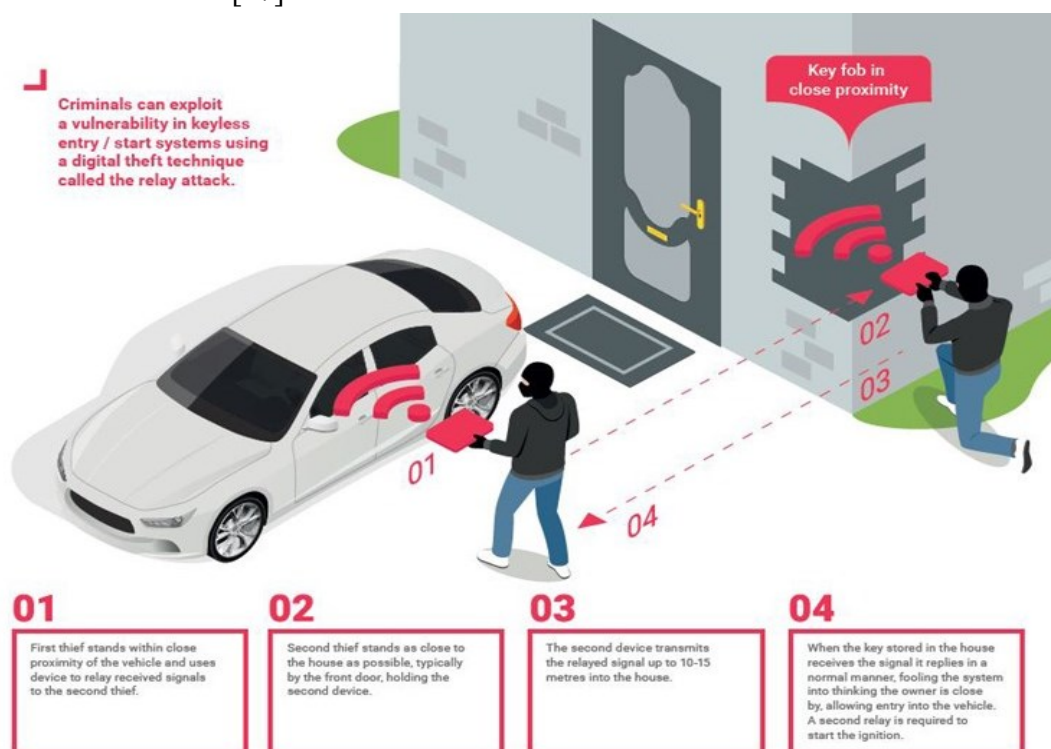 Criminals can exploit
a vulnerability in keyless
entry / start systems using
a digital theft technique
called the relay attack.
Key fob in
close proximity
02
03
01
04
01
First thief stands within close
proximity of the vehicle and uses
device to relay received signals
to the second thief.
02
Second thief stands as close to
the house as possible, typically
by the front door, holding the
second device.
03
The second device transmits
the relayed signal up to 10-15
metres into the house.
04
When the key stored in the house
receives the signal it replies in a
normal manner, fooling the system
into thinking the owner is close
by, allowing entry into the vehicle.
A second relay is required to
start the ignition.